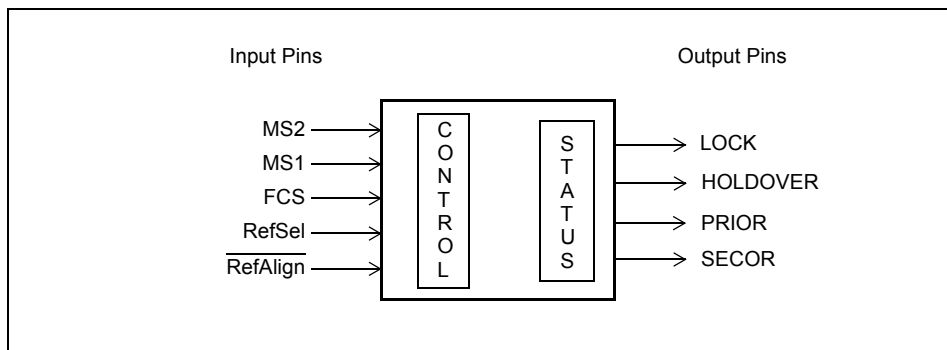 Input Pins
Output Pins
MS2
MS1
FCS
RefSel
RefAlign
CONTROL
STATUS
LOCK
HOLDOVER
PRIOR
SECOR